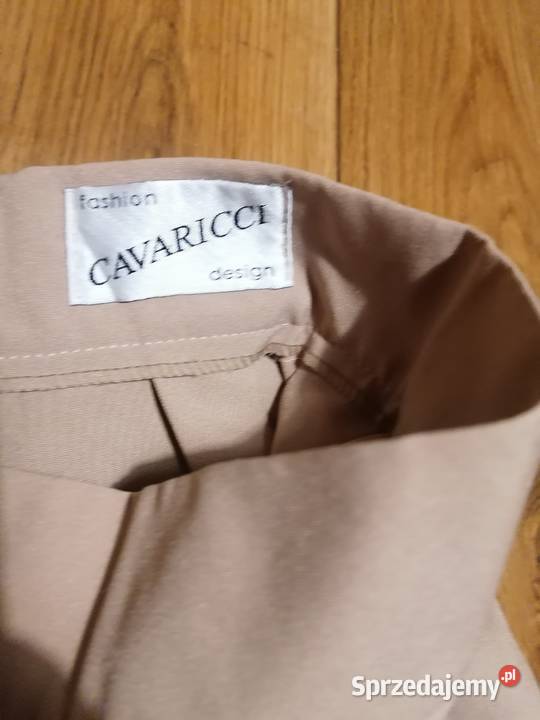 fashion
CAVARICCI
design
Sprzedajemy.pl